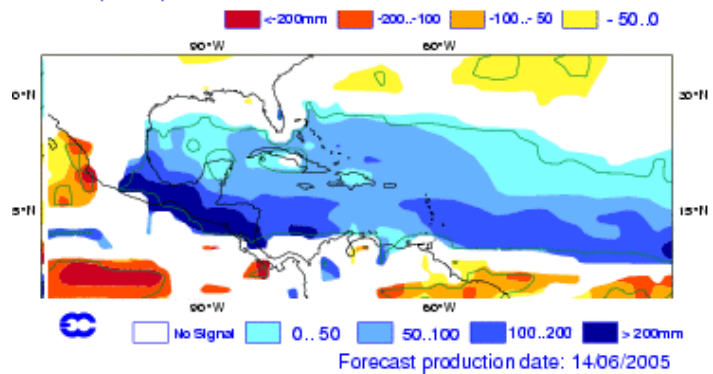 <-200mm -200..-100 -100..- 50 - 50..0
90°W 60°W
0°N 30°N
5°N 15°N
90°W 60°W
No Signal 0..50 50..100 100..200 > 200mm
Forecast production date: 14/06/2005